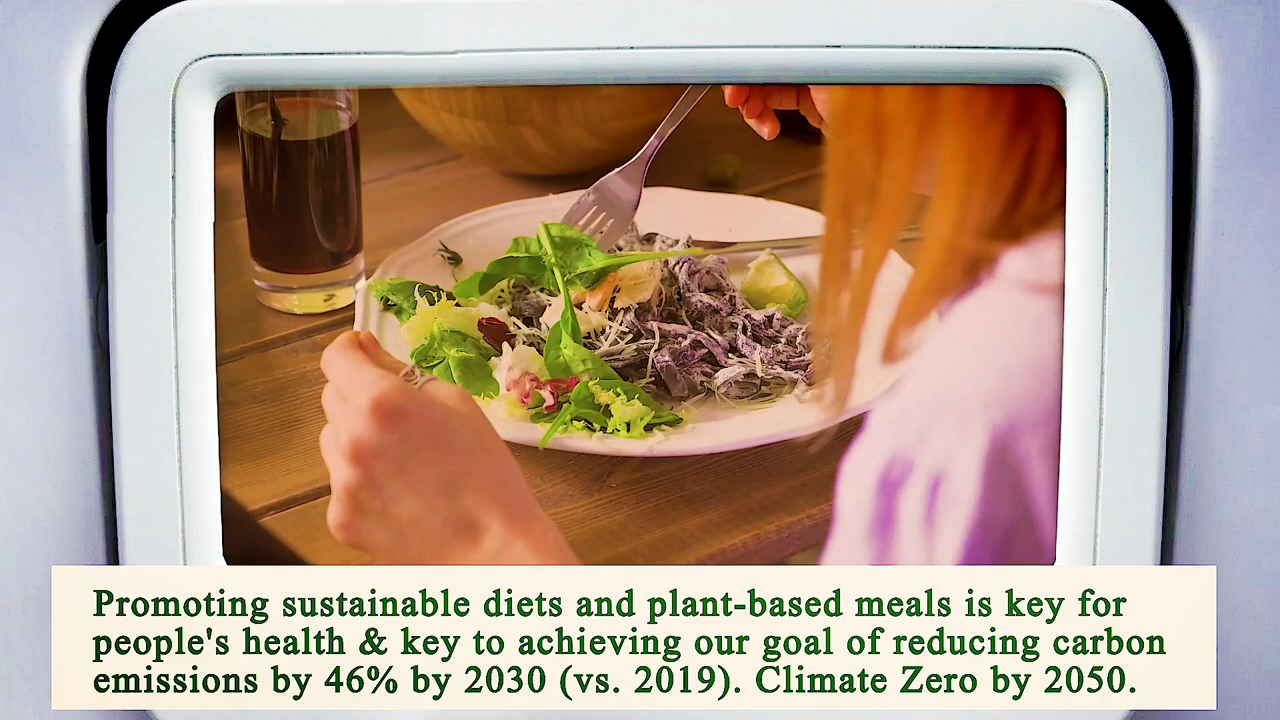 Promoting sustainable diets and plant-based meals is key for
people's health & key to achieving our goal of reducing carbon
emissions by 46% by 2030 (vs. 2019). Climate Zero by 2050.